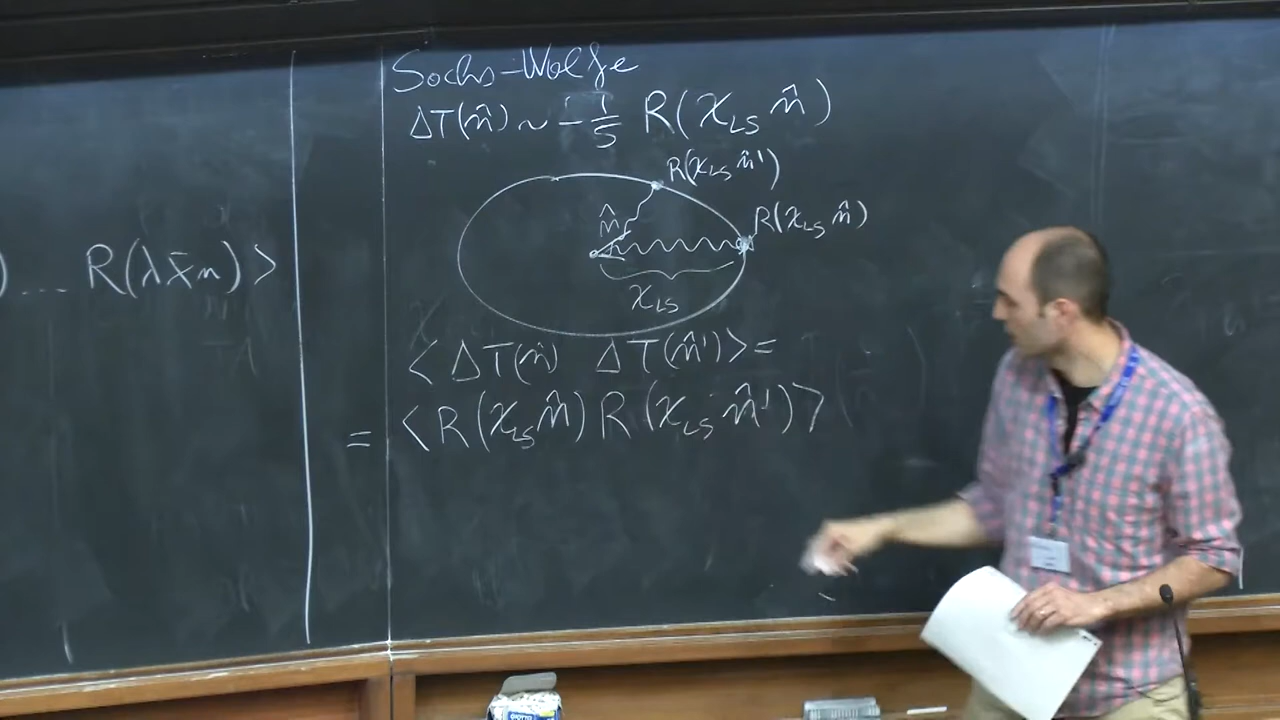 Sachs-Wolfe
ΔT(n̂) ~ -1/5 R(χ_LS n̂)
R(χ_LS n̂')
n̂
R(χ_LS n̂)
χ_LS
) ... R(λx̄n)>
<ΔT(n̂) ΔT(n̂')> =
= <R(χ_LS n̂) R(χ_LS n̂')>